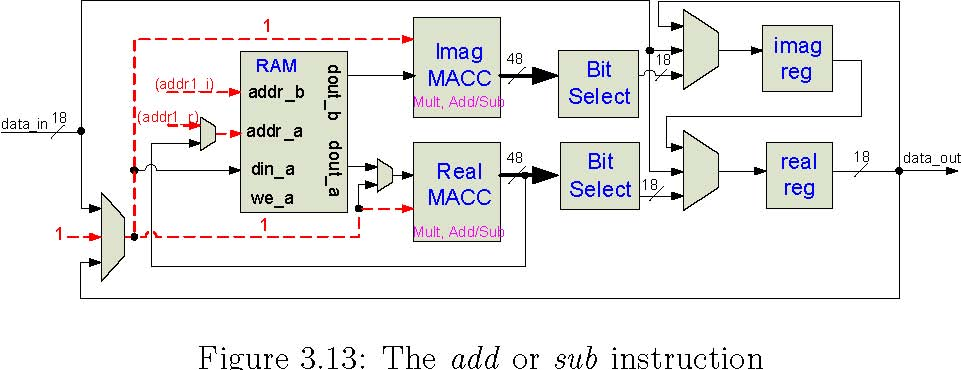 1
Imag
MACC
Mult, Add/Sub
48
Bit
Select
18
imag
reg
RAM
dout_b
(addr1_i)
addr_b
(addr1_r)
addr_a
data_in
18
din_a
dout_a
we_a
Real
MACC
Mult, Add/Sub
48
Bit
Select
18
real
reg
18
data_out
1
1
Figure 3.13: The add or sub instruction